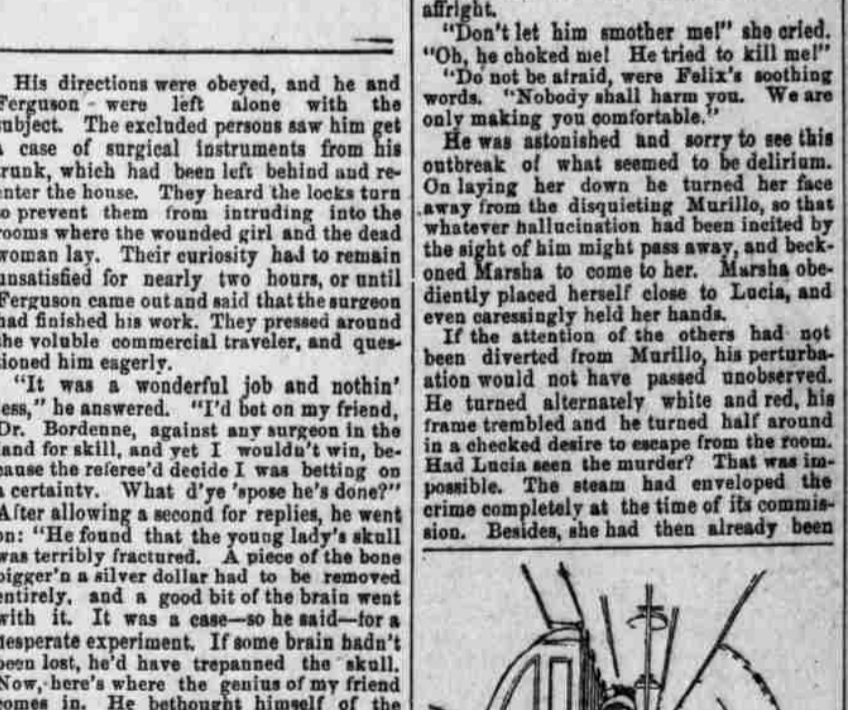 His directions were obeyed, and he and
Ferguson were left alone with the
subject. The excluded persons saw him get
a case of surgical instruments from his
trunk, which had been left behind and re-
enter the house. They heard the locks turn
to prevent them from intruding into the
rooms where the wounded girl and the dead
woman lay. Their curiosity had to remain
unsatisfied for nearly two hours, or until
Ferguson came out and said that the surgeon
had finished his work. They pressed around
the voluble commercial traveler, and ques-
tioned him eagerly.
"It was a wonderful job and nothin'
less," he answered. "I'd bet on my friend,
Dr. Bordenne, against any surgeon in the
land for skill, and yet I wouldn't win, be-
cause the referee'd decide I was betting on
a certainty. What d'ye 'spose he's done?"
After allowing a second for replies, he went
on: "He found that the young lady's skull
was terribly fractured. A piece of the bone
bigger'n a silver dollar had to be removed
entirely, and a good bit of the brain went
with it. It was a case—so he said—for a
desperate experiment. If some brain hadn't
been lost, he'd have trepanned the skull.
Now, here's where the genius of my friend
comes in. He bethought himself of the
affright.
"Don't let him smother me!" she cried.
"Oh, he choked me! He tried to kill me!"
"Do not be afraid, were Felix's soothing
words. "Nobody shall harm you. We are
only making you comfortable."
He was astonished and sorry to see this
outbreak of what seemed to be delirium.
On laying her down he turned her face
away from the disquieting Murillo, so that
whatever hallucination had been incited by
the sight of him might pass away, and beck-
oned Marsha to come to her. Marsha obe-
diently placed herself close to Lucia, and
even caressingly held her hands.
If the attention of the others had not
been diverted from Murillo, his perturba-
ation would not have passed unobserved.
He turned alternately white and red, his
frame trembled and he turned half around
in a checked desire to escape from the room.
Had Lucia seen the murder? That was im-
possible. The steam had enveloped the
crime completely at the time of its commis-
sion. Besides, she had then already been